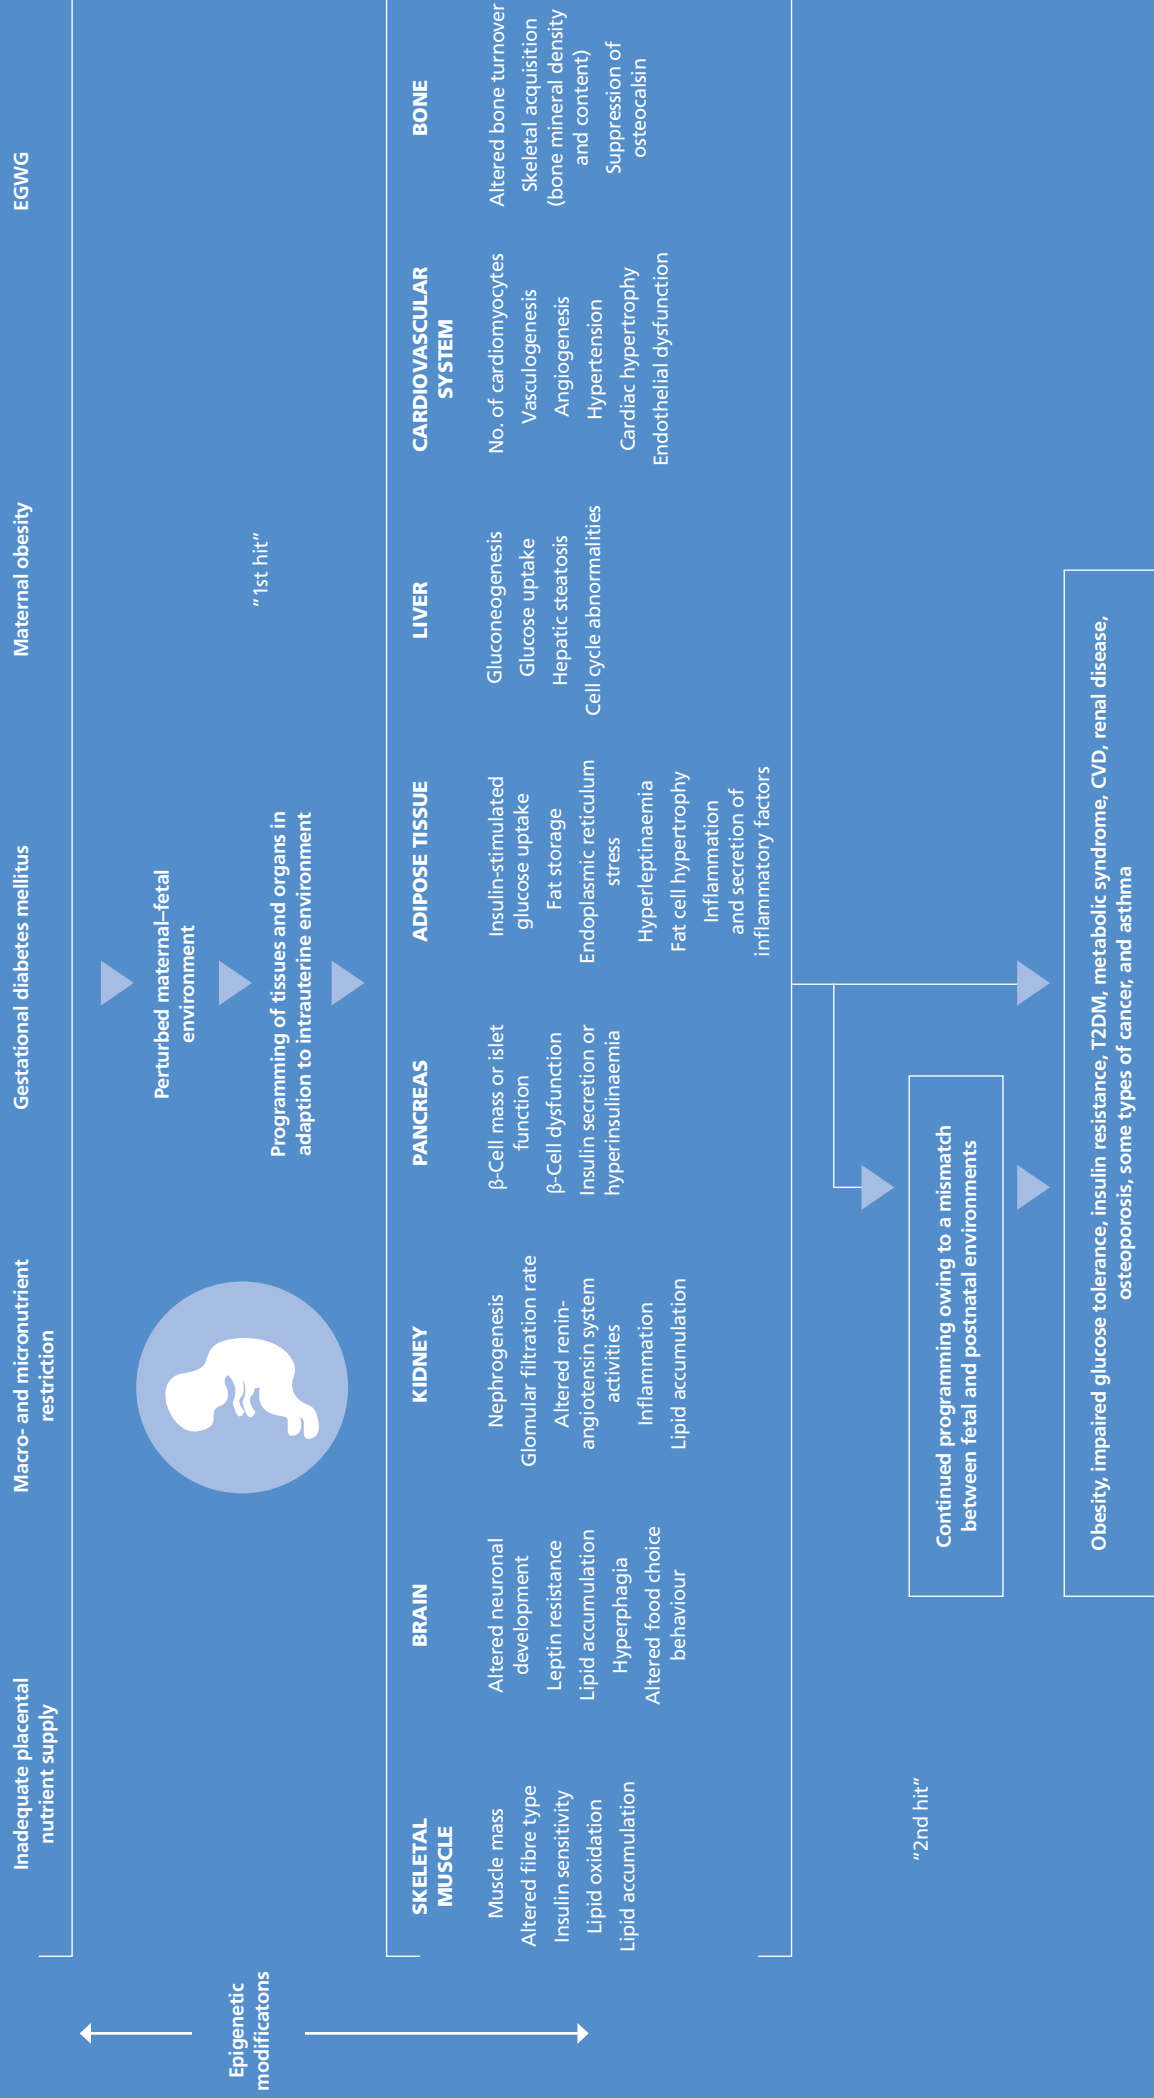 Inadequate placental
nutrient supply
Macro- and micronutrient
restriction
Gestational diabetes mellitus
Maternal obesity
EGWG
Epigenetic
modificatons
Perturbed maternal–fetal
environment
"1st hit"
Programming of tissues and organs in
adaption to intrauterine environment
SKELETAL
MUSCLE
Muscle mass
Altered fibre type
Insulin sensitivity
Lipid oxidation
Lipid accumulation
BRAIN
Altered neuronal
development
Leptin resistance
Lipid accumulation
Hyperphagia
Altered food choice
behaviour
KIDNEY
Nephrogenesis
Glomular filtration rate
Altered renin-
angiotensin system
activities
Inflammation
Lipid accumulation
PANCREAS
β-Cell mass or islet
function
β-Cell dysfunction
Insulin secretion or
hyperinsulinaemia
ADIPOSE TISSUE
Insulin-stimulated
glucose uptake
Fat storage
Endoplasmic reticulum
stress
Hyperleptinaemia
Fat cell hypertrophy
Inflammation
and secretion of
inflammatory factors
LIVER
Gluconeogenesis
Glucose uptake
Hepatic steatosis
Cell cycle abnormalities
CARDIOVASCULAR
SYSTEM
No. of cardiomyocytes
Vasculogenesis
Angiogenesis
Hypertension
Cardiac hypertrophy
Endothelial dysfunction
BONE
Altered bone turnover
Skeletal acquisition
(bone mineral density
and content)
Suppression of
osteocalsin
"2nd hit"
Continued programming owing to a mismatch
between fetal and postnatal environments
Obesity, impaired glucose tolerance, insulin resistance, T2DM, metabolic syndrome, CVD, renal disease,
osteoporosis, some types of cancer, and asthma